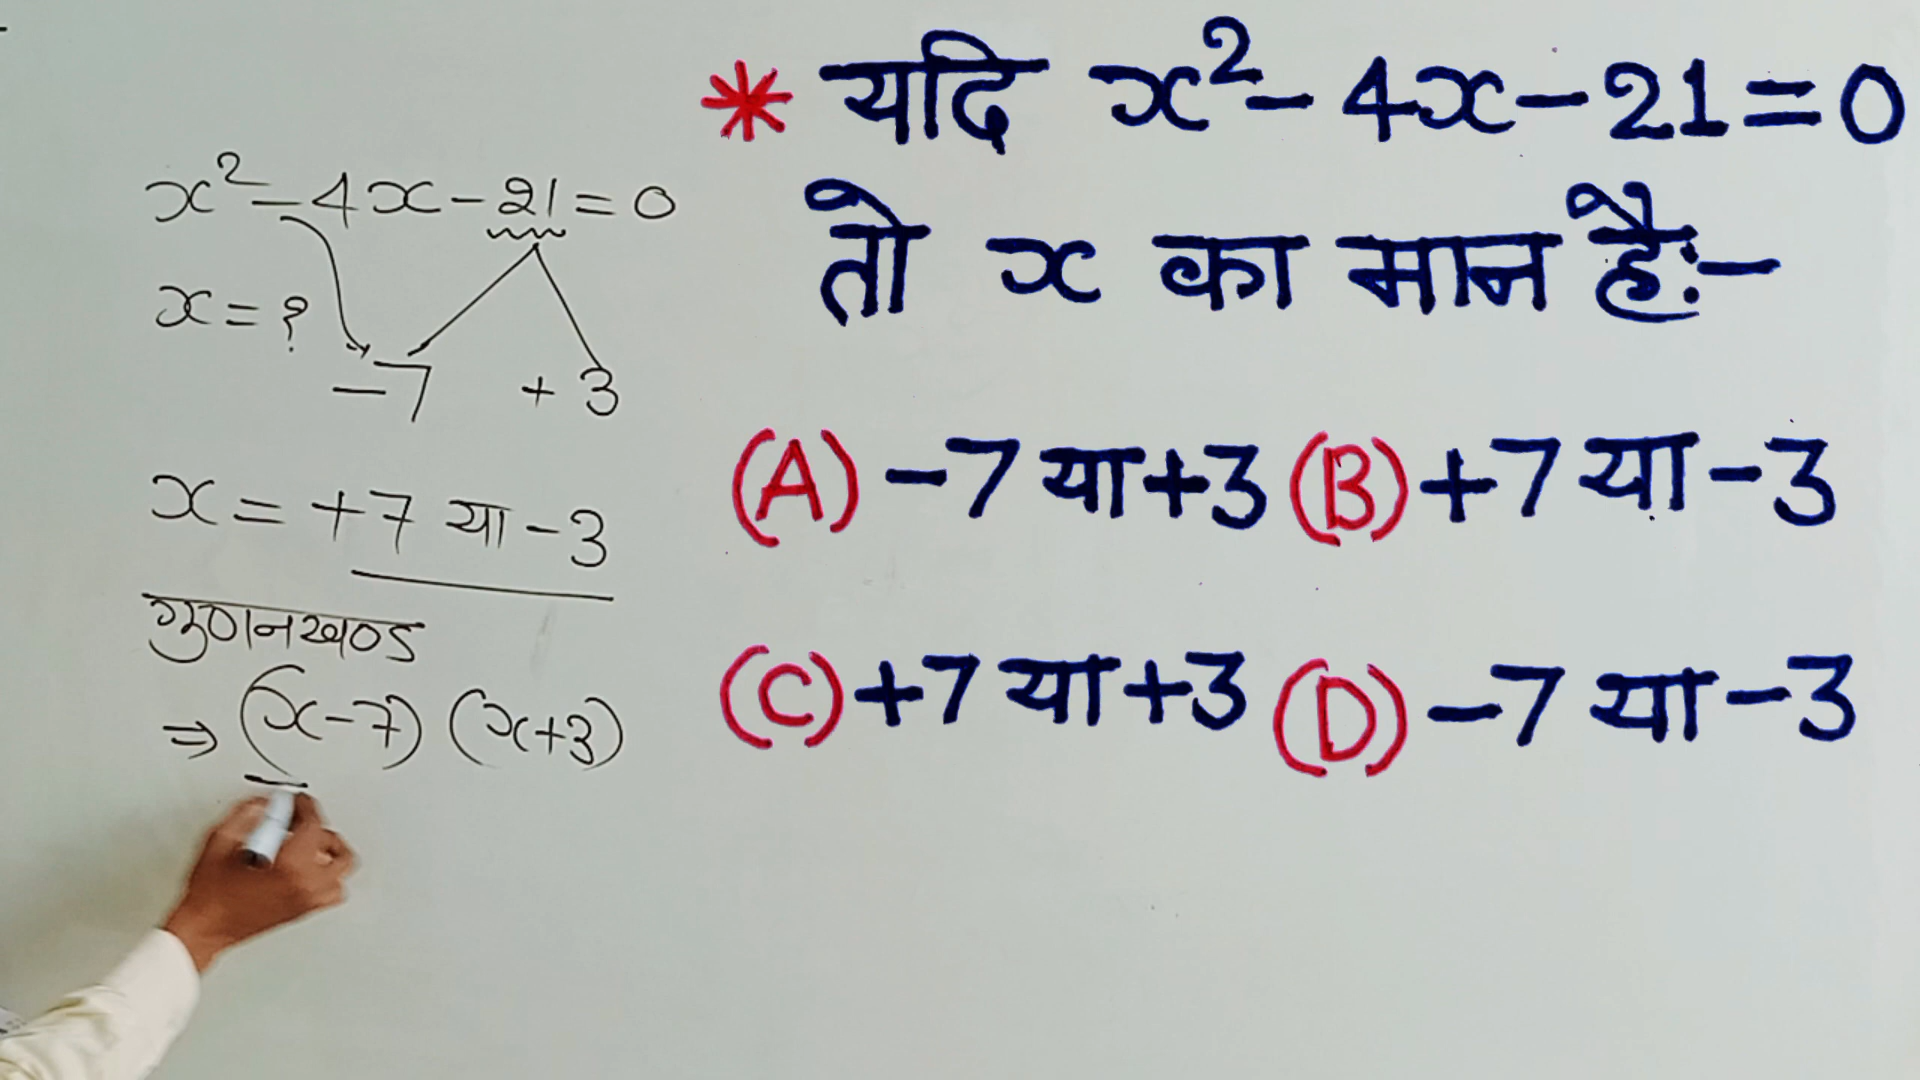 * यदि x²- 4x-21=0
तो x का मान है:-
(A) -7 या +3 (B) +7 या -3
(C) +7 या +3 (D) -7 या -3
x²-4x-21=0
x=?
-7 +3
x=+7 या -3
गुणनखण्ड
⇒ (x-7) (x+3)